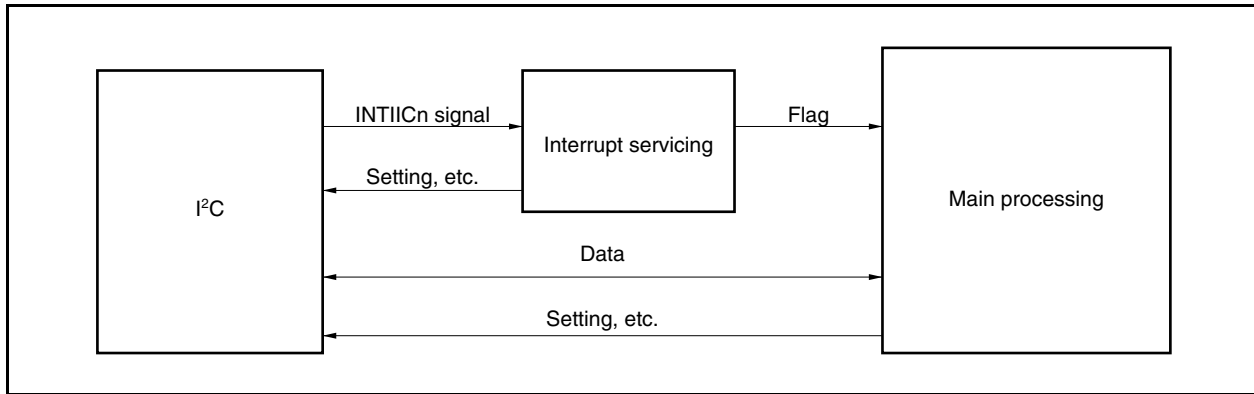 INTIICn signal
Flag
Interrupt servicing
Setting, etc.
I²C
Main processing
Data
Setting, etc.